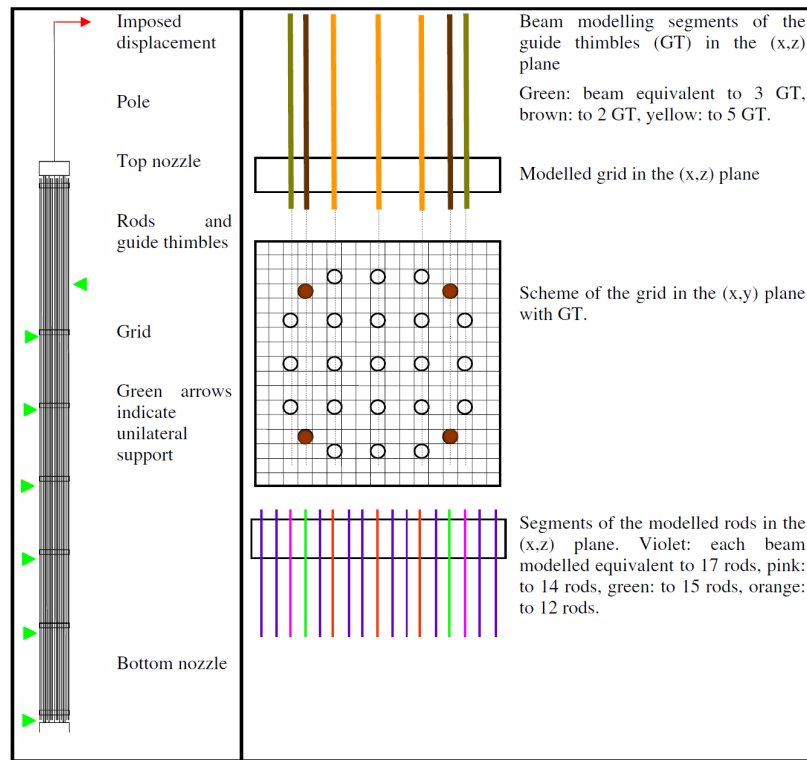 Imposed
displacement
Pole
Top nozzle
Rods and
guide thimbles
Grid
Green arrows
indicate
unilateral
support
Bottom nozzle
Beam modelling segments of the
guide thimbles (GT) in the (x,z)
plane
Green: beam equivalent to 3 GT,
brown: to 2 GT, yellow: to 5 GT.
Modelled grid in the (x,z) plane
Scheme of the grid in the (x,y) plane
with GT.
Segments of the modelled rods in the
(x,z) plane. Violet: each beam
modelled equivalent to 17 rods, pink:
to 14 rods, green: to 15 rods, orange:
to 12 rods.